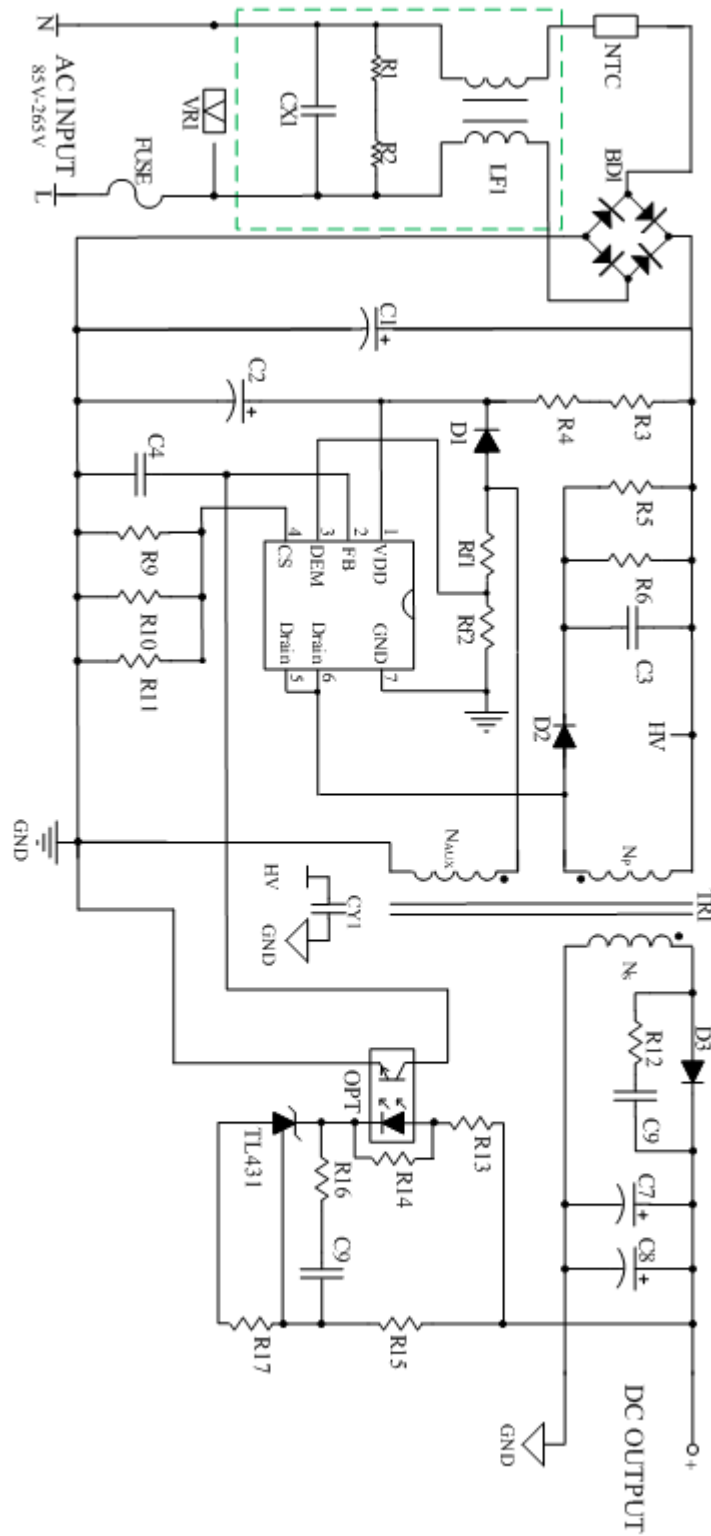 N
AC INPUT
85V-265V
L
FUSE
VR1
CX1
R1
R2
LF1
NTC
BD1
C1
C2
C4
R9
R10
R11
D1
R4
R3
R5
R6
C3
HV
D2
Rf1
Rf2
4
3
2
1
CS
DEM
FB
VDD
Drain
Drain
GND
5
6
7
GND
NAUX
NP
TR1
HV
CY1
GND
NS
D3
R12
C9
C7
C8
OPT
R13
R14
TL431
R16
C9
R15
R17
GND
DC OUTPUT
+
+
+
+
+